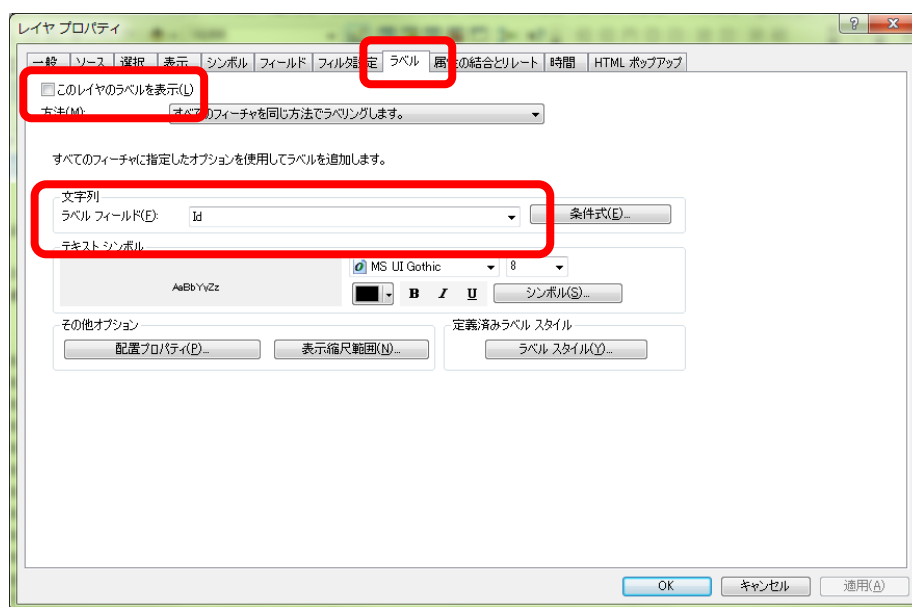 レイヤ プロパティ
一般 ソース 選択 表示 シンボル フィールド フィルタ設定 ラベル 属性の結合とリレート 時間 HTML ポップアップ
このレイヤのラベルを表示(L)
方法(M): すべてのフィーチャを同じ方法でラベリングします。
すべてのフィーチャに指定したオプションを使用してラベルを追加します。
文字列
ラベル フィールド(F): Id 条件式(E)...
テキスト シンボル
AaBbYyZz
MS UI Gothic 8
B I U シンボル(S)...
その他オプション 定義済みラベル スタイル
配置プロパティ(P)... 表示縮尺範囲(N)... ラベル スタイル(Y)...
OK キャンセル 適用(A)